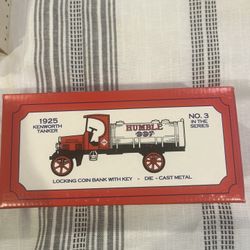 1925
KENWORTH
TANKER
NO. 3
IN THE
SERIES
HUMBLE
997
LOCKING COIN BANK WITH KEY - DIE - CAST METAL